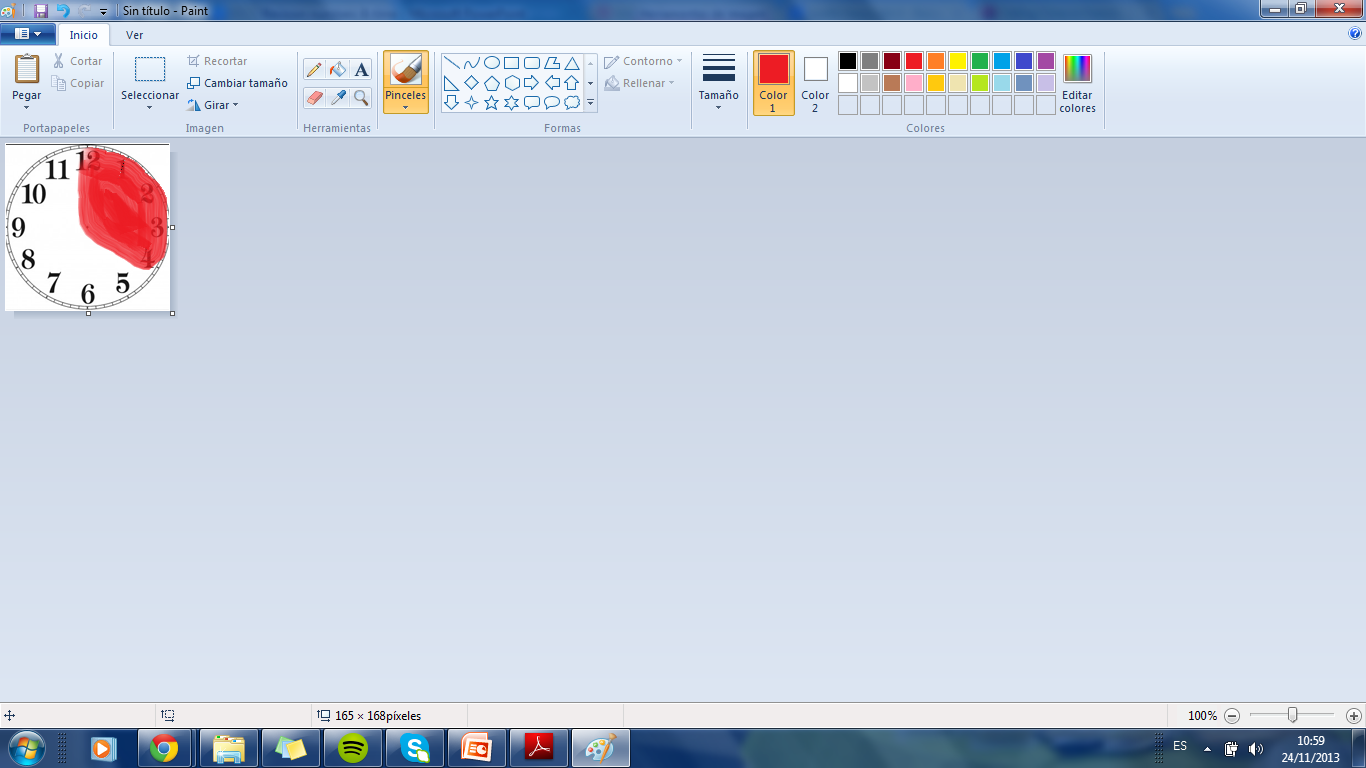 Sin título - Paint
Inicio Ver
Pegar
Cortar
Copiar
Portapapeles
Seleccionar
Recortar
Cambiar tamaño
Girar
Imagen
A
Herramientas
Pinceles
Contorno
Rellenar
Formas
Tamaño
Color
1
Color
2
Editar
colores
Colores
12
11 1
10 2
9 3
8 4
7 5
6
165 × 168píxeles
100%
ES
10:59
24/11/2013